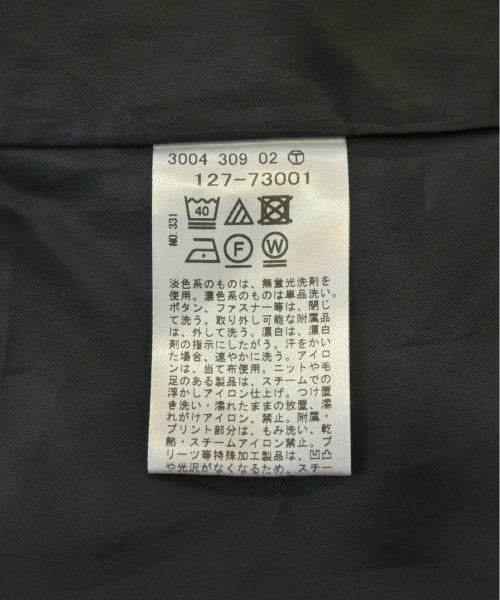 3004 309 02 Ⓣ
127-73001
NO.331
40
F W
淡色系のものは、無蛍光洗剤を
使用。濃色系のものは単品洗い。
ボタン、ファスナー等は、閉じ
て洗う。取り外し可能な附属品
は、外して洗う。漂白は、漂白
剤の指示にしたがう。汗をかい
た場合、速やかに洗う。アイロ
ンは、当て布使用。ニットや毛
足のある製品は、スチームでの
浮かしアイロン仕上げ。つけ置
き洗い・濡れたままの放置、濡
れがけアイロン、禁止。附属・
プリント部分は、もみ洗い、乾
熱・スチームアイロン禁止。プ
リーツ等特殊加工製品は、凹凸
や光沢がなくなるため、スチー